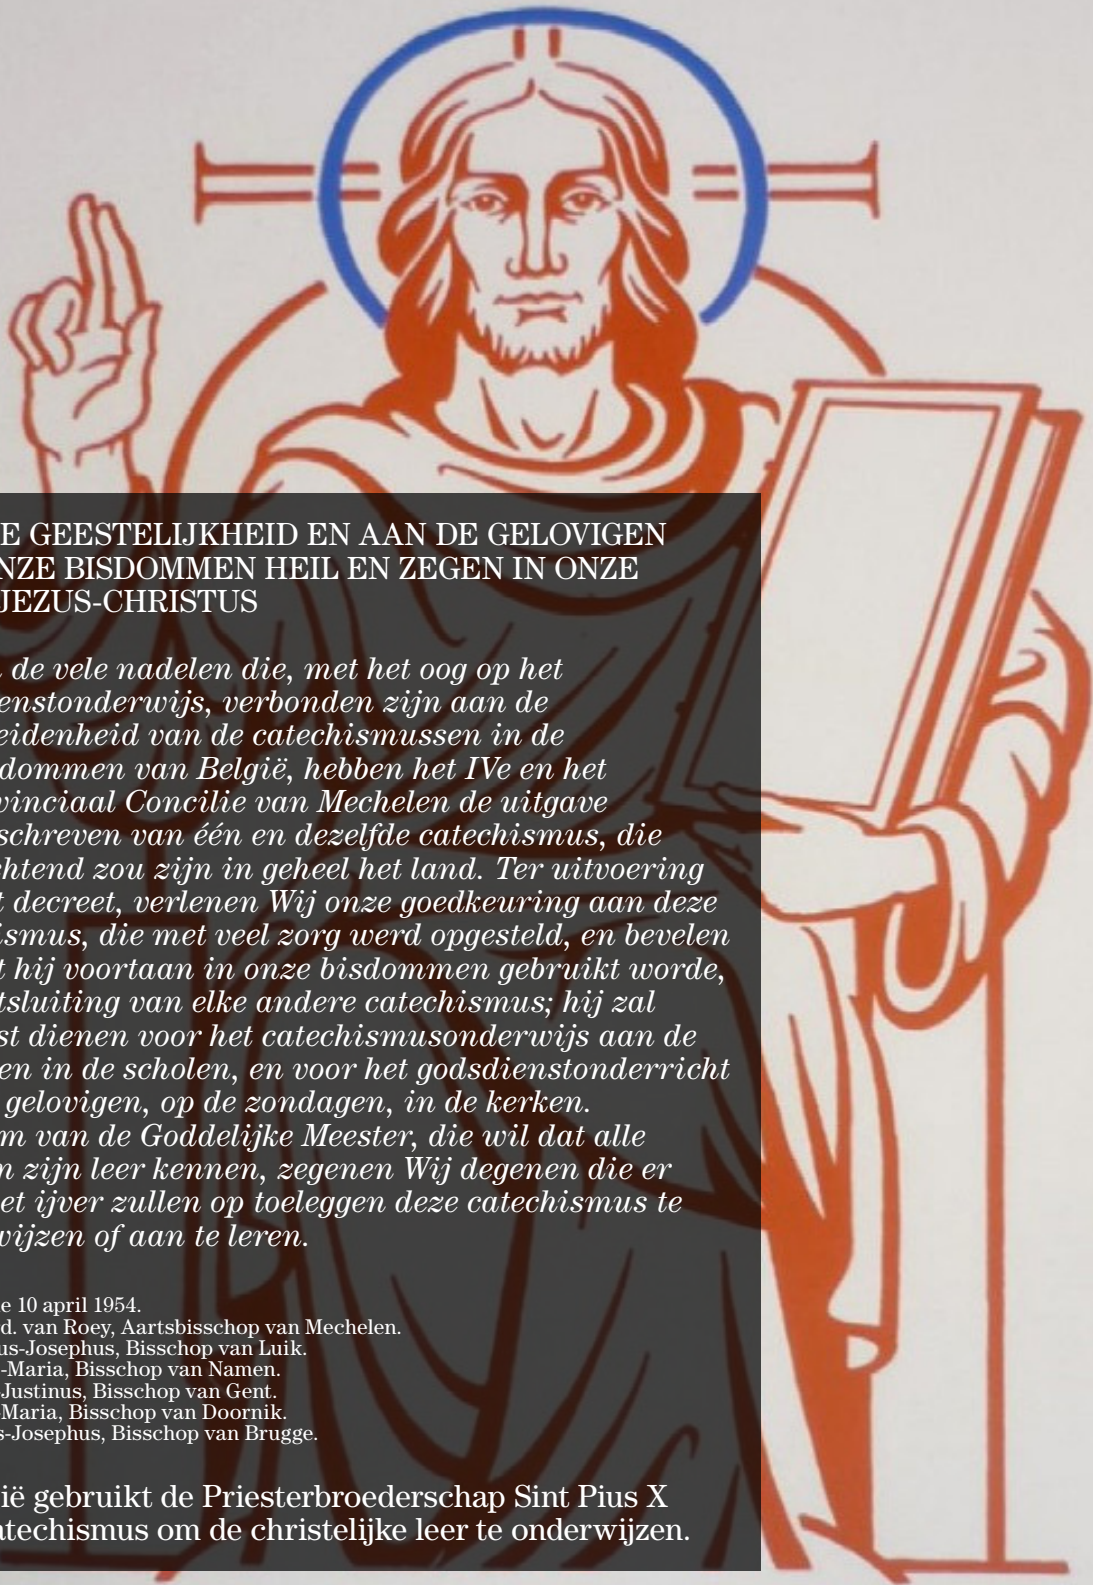 E GEESTELIJKHEID EN AAN DE GELOVIGEN
NZE BISDOMMEN HEIL EN ZEGEN IN ONZE
JEZUS-CHRISTUS
de vele nadelen die, met het oog op het
enstonderwijs, verbonden zijn aan de
eidenheid van de catechismussen in de
dommen van België, hebben het IVe en het
vinciaal Concilie van Mechelen de uitgave
schreven van één en dezelfde catechismus, die
chtend zou zijn in geheel het land. Ter uitvoering
t decreet, verlenen Wij onze goedkeuring aan deze
ismus, die met veel zorg werd opgesteld, en bevelen
t hij voortaan in onze bisdommen gebruikt worde,
tsluiting van elke andere catechismus; hij zal
st dienen voor het catechismusonderwijs aan de
en in de scholen, en voor het godsdienstonderricht
gelovigen, op de zondagen, in de kerken.
m van de Goddelijke Meester, die wil dat alle
n zijn leer kennen, zegenen Wij degenen die er
et ijver zullen op toeleggen deze catechismus te
wijzen of aan te leren.
e 10 april 1954.
d. van Roey, Aartsbisschop van Mechelen.
us-Josephus, Bisschop van Luik.
-Maria, Bisschop van Namen.
-Justinus, Bisschop van Gent.
-Maria, Bisschop van Doornik.
s-Josephus, Bisschop van Brugge.
ië gebruikt de Priesterbroederschap Sint Pius X
atechismus om de christelijke leer te onderwijzen.